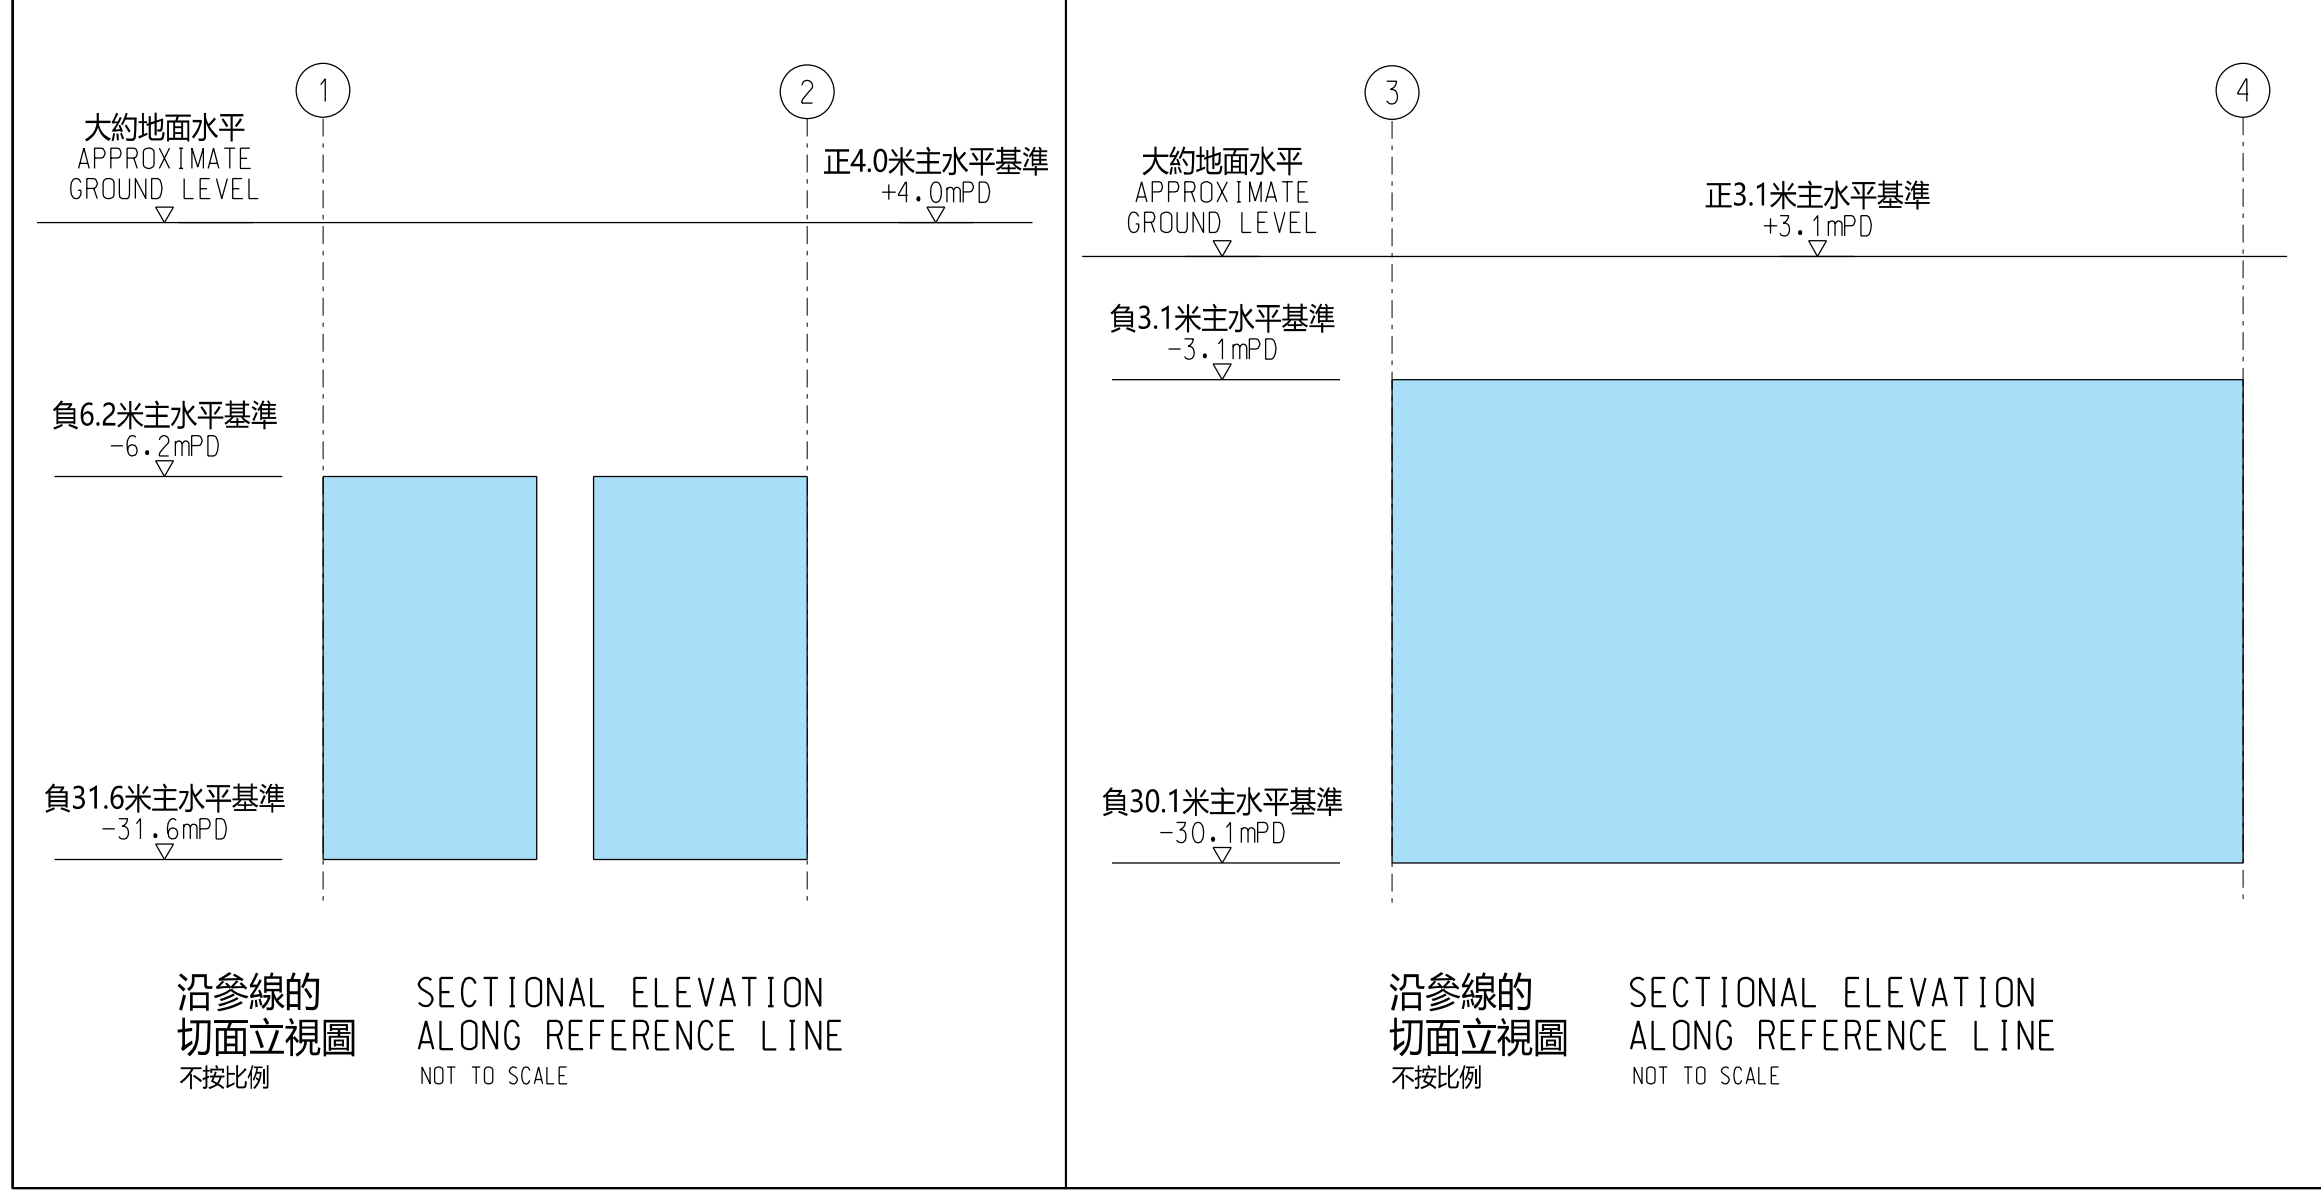 1
2
大約地面水平
APPROXIMATE
GROUND LEVEL
正4.0米主水平基準
+4.0mPD
負6.2米主水平基準
-6.2mPD
負31.6米主水平基準
-31.6mPD
沿參線的
切面立視圖
不按比例
SECTIONAL ELEVATION
ALONG REFERENCE LINE
NOT TO SCALE
3
4
大約地面水平
APPROXIMATE
GROUND LEVEL
正3.1米主水平基準
+3.1mPD
負3.1米主水平基準
-3.1mPD
負30.1米主水平基準
-30.1mPD
沿參線的
切面立視圖
不按比例
SECTIONAL ELEVATION
ALONG REFERENCE LINE
NOT TO SCALE